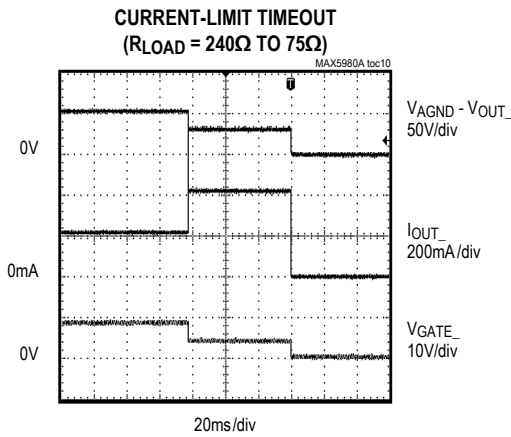 CURRENT-LIMIT TIMEOUT
(RLOAD = 240Ω TO 75Ω)
MAX5980A toc10
VAGND - VOUT_
50V/div
0V
IOUT_
200mA/div
0mA
VGATE_
10V/div
0V
20ms/div